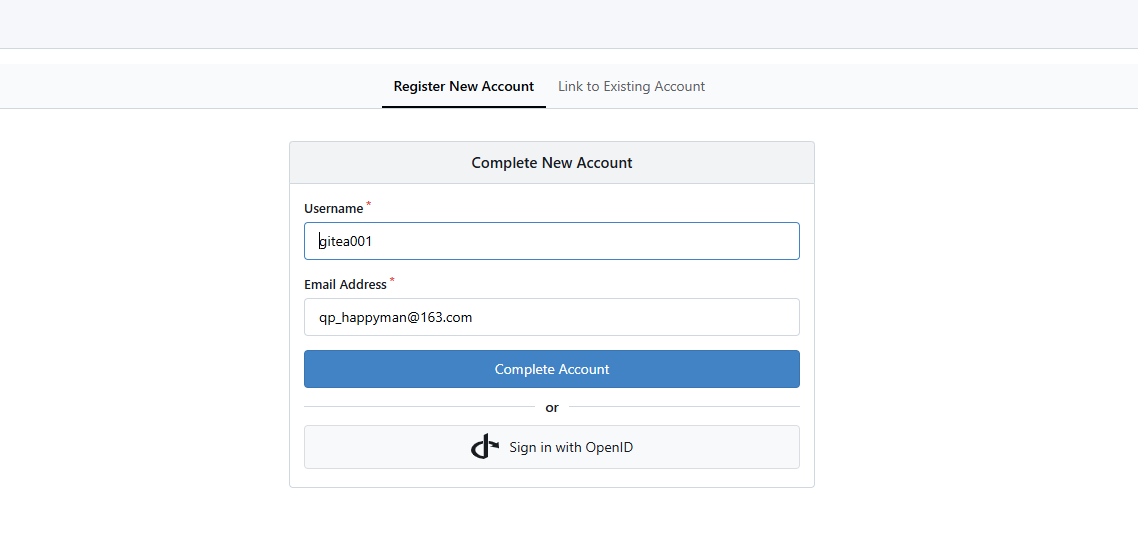 Register New Account Link to Existing Account
Complete New Account
Username *
gitea001
Email Address *
qp_happyman@163.com
Complete Account
or
Sign in with OpenID